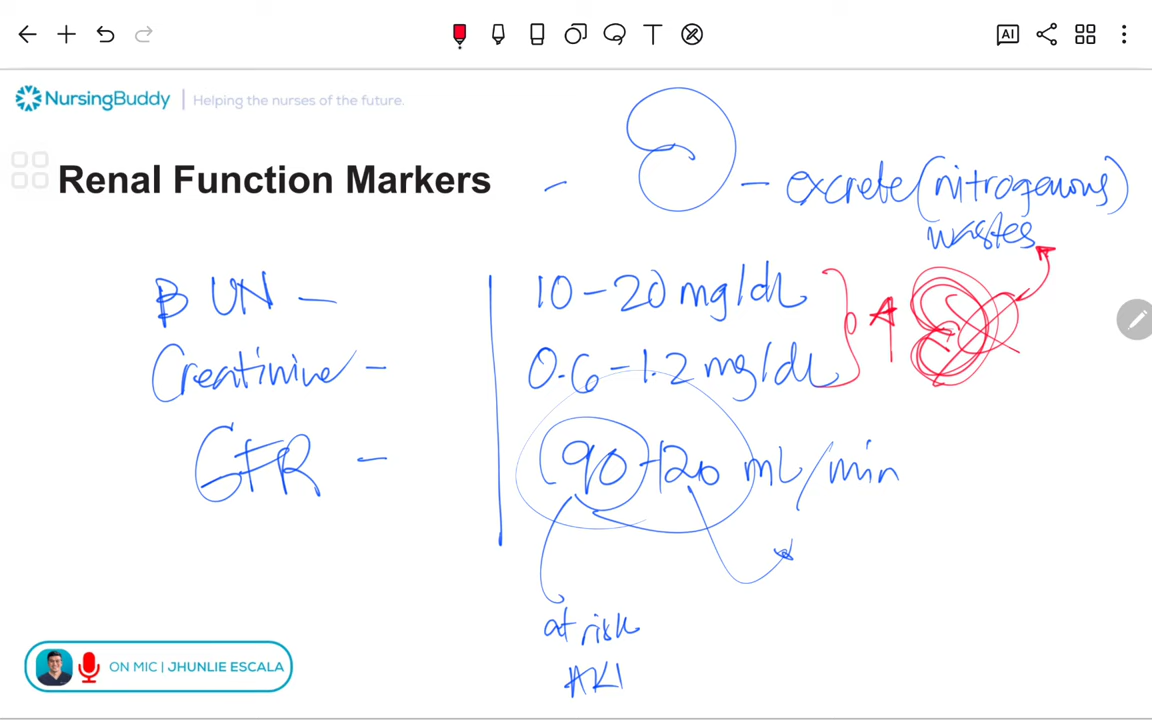 AI
NursingBuddy | Helping the nurses of the future.
Renal Function Markers
- excrete (nitrogenous)
wastes
BUN - 10-20 mg/dL
Creatinine - 0.6-1.2 mg/dL
GFR - 90-120 mL/min
at risk
AKI
ON MIC | JHUNLIE ESCALA